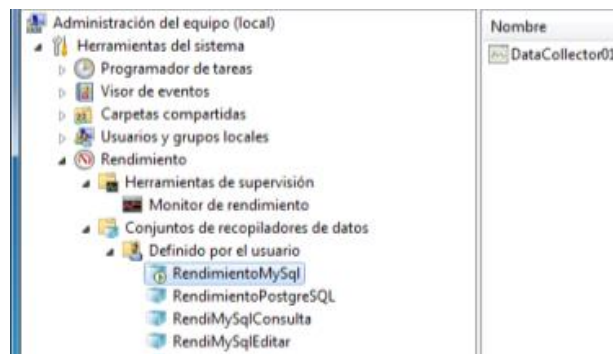 Administración del equipo (local)
Herramientas del sistema
Programador de tareas
Visor de eventos
Carpetas compartidas
Usuarios y grupos locales
Rendimiento
Herramientas de supervisión
Monitor de rendimiento
Conjuntos de recopiladores de datos
Definido por el usuario
RendimientoMySql
RendimientoPostgreSQL
RendiMySqlConsulta
RendiMySqlEditar
Nombre
DataCollector01